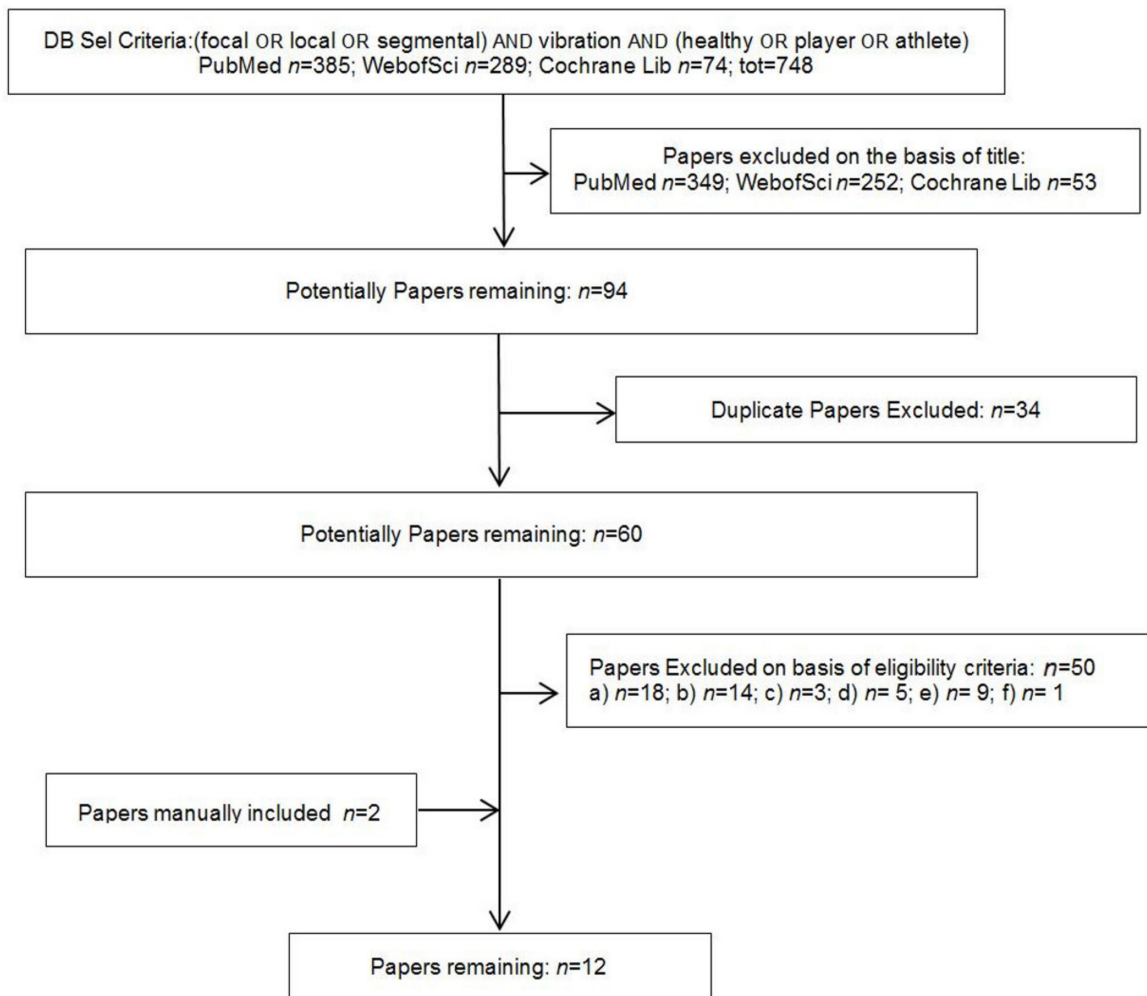 DB Sel Criteria:(focal OR local OR segmental) AND vibration AND (healthy OR player OR athlete)
PubMed n=385; WebofSci n=289; Cochrane Lib n=74; tot=748
Papers excluded on the basis of title:
PubMed n=349; WebofSci n=252; Cochrane Lib n=53
Potentially Papers remaining: n=94
Duplicate Papers Excluded: n=34
Potentially Papers remaining: n=60
Papers Excluded on basis of eligibility criteria: n=50
a) n=18; b) n=14; c) n=3; d) n= 5; e) n= 9; f) n= 1
Papers manually included n=2
Papers remaining: n=12